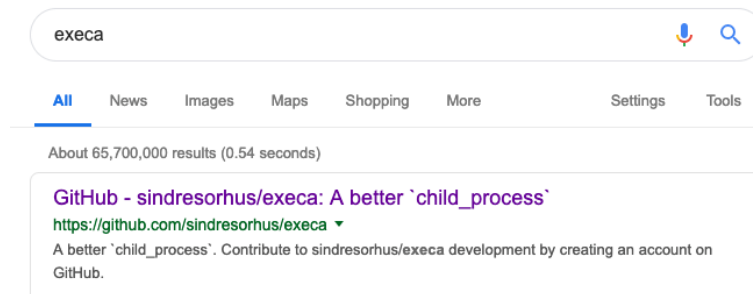 execa
All News Images Maps Shopping More Settings Tools
About 65,700,000 results (0.54 seconds)
GitHub - sindresorhus/execa: A better `child_process`
https://github.com/sindresorhus/execa
A better `child_process`. Contribute to sindresorhus/execa development by creating an account on
GitHub.